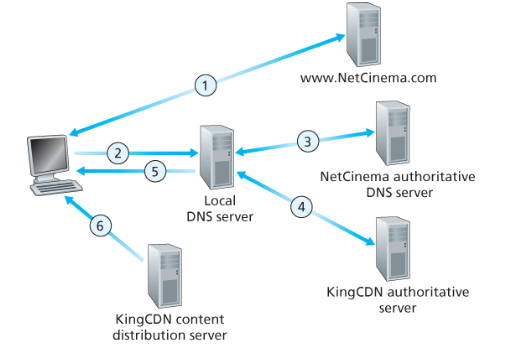 1
www.NetCinema.com
2
3
5
NetCinema authoritative
DNS server
Local
DNS server
4
6
KingCDN authoritative
server
KingCDN content
distribution server